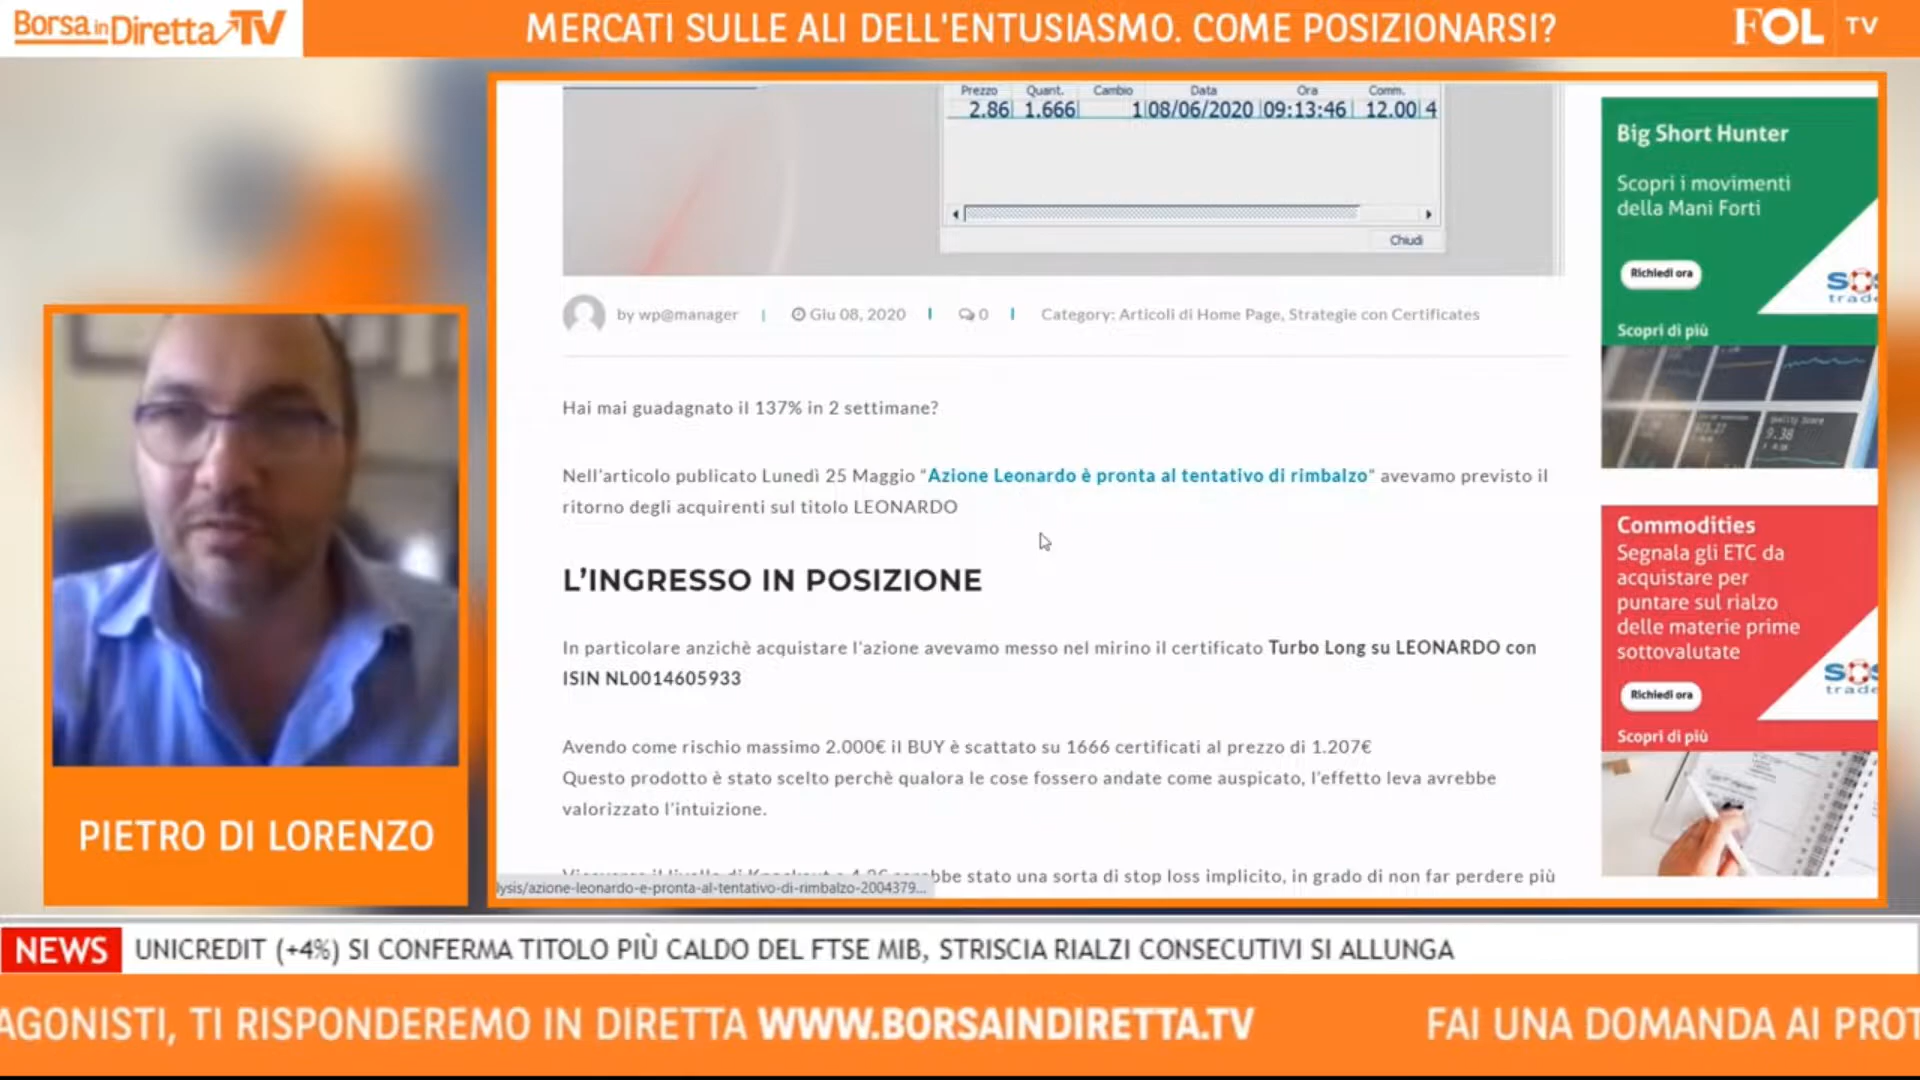 Borsa in Diretta TV
MERCATI SULLE ALI DELL'ENTUSIASMO. COME POSIZIONARSI?
FOL TV
Prezzo Quant. Cambio Data Ora Comm.
2.86 1.666 1 08/06/2020 09:13:46 12.00 4
Chiudi
by wp@manager | Giu 08, 2020 | 0 | Category: Articoli di Home Page, Strategie con Certificates
Hai mai guadagnato il 137% in 2 settimane?
Nell'articolo publicato Lunedì 25 Maggio “Azione Leonardo è pronta al tentativo di rimbalzo“ avevamo previsto il
ritorno degli acquirenti sul titolo LEONARDO
L'INGRESSO IN POSIZIONE
In particolare anzichè acquistare l'azione avevamo messo nel mirino il certificato Turbo Long su LEONARDO con
ISIN NL0014605933
Avendo come rischio massimo 2.000€ il BUY è scattato su 1666 certificati al prezzo di 1.207€
Questo prodotto è stato scelto perchè qualora le cose fossero andate come auspicato, l'effetto leva avrebbe
valorizzato l'intuizione.
stato una sorta di stop loss implicito, in grado di non far perdere più
lysis/azione-leonardo-e-pronta-al-tentativo-di-rimbalzo-2004379...
Big Short Hunter
Scopri i movimenti
della Mani Forti
Richiedi ora
SOS
trade
Scopri di più
9.38
Commodities
Segnala gli ETC da
acquistare per
puntare sul rialzo
delle materie prime
sottovalutate
Richiedi ora
SOS
trade
Scopri di più
PIETRO DI LORENZO
NEWS UNICREDIT (+4%) SI CONFERMA TITOLO PIÙ CALDO DEL FTSE MIB, STRISCIA RIALZI CONSECUTIVI SI ALLUNGA
AGONISTI, TI RISPONDEREMO IN DIRETTA WWW.BORSAINDIRETTA.TV FAI UNA DOMANDA AI PROT